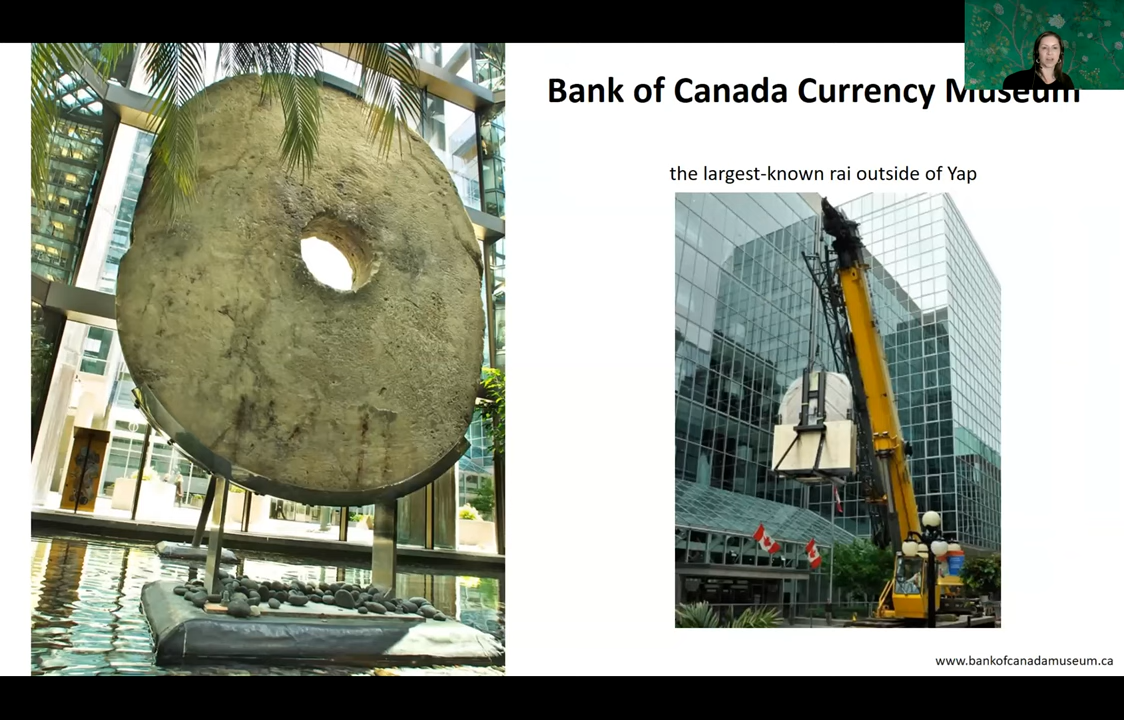 Bank of Canada Currency Museum
the largest-known rai outside of Yap
www.bankofcanadamuseum.ca